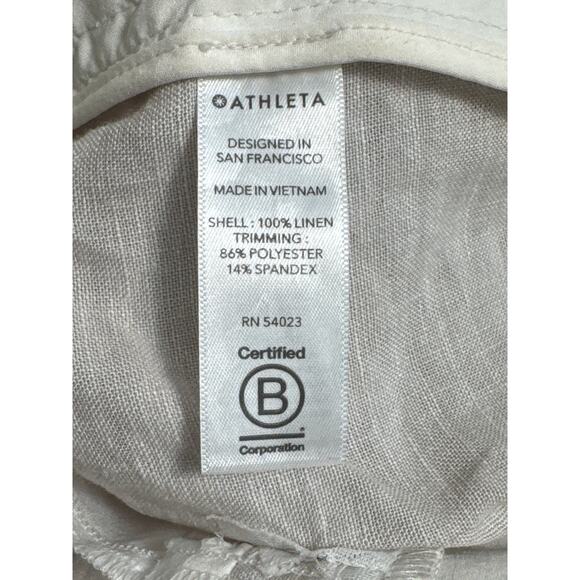 ATHLETA
DESIGNED IN
SAN FRANCISCO
MADE IN VIETNAM
SHELL : 100% LINEN
TRIMMING :
86% POLYESTER
14% SPANDEX
RN 54023
Certified
B
®
Corporation